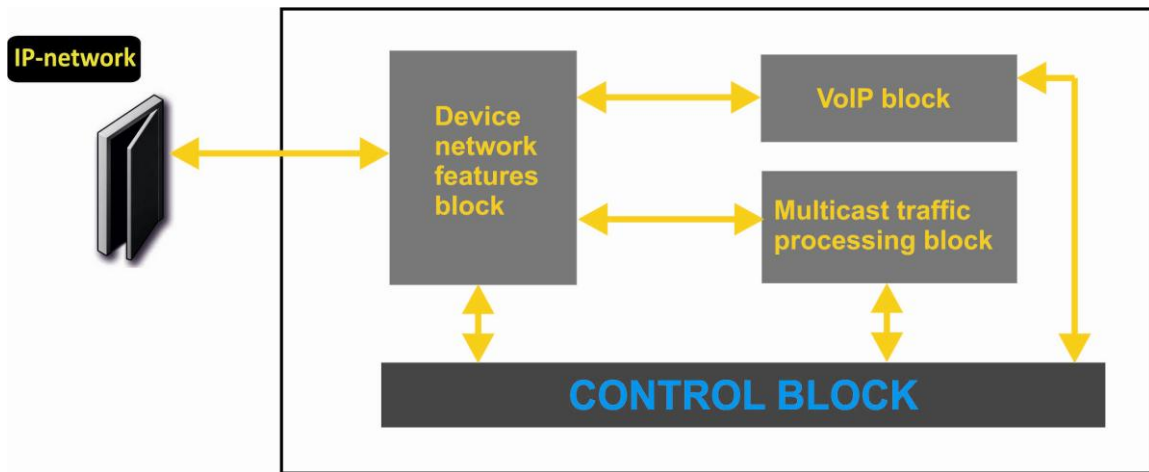 IP-network
Device
network
features
block
VoIP block
Multicast traffic
processing block
CONTROL BLOCK